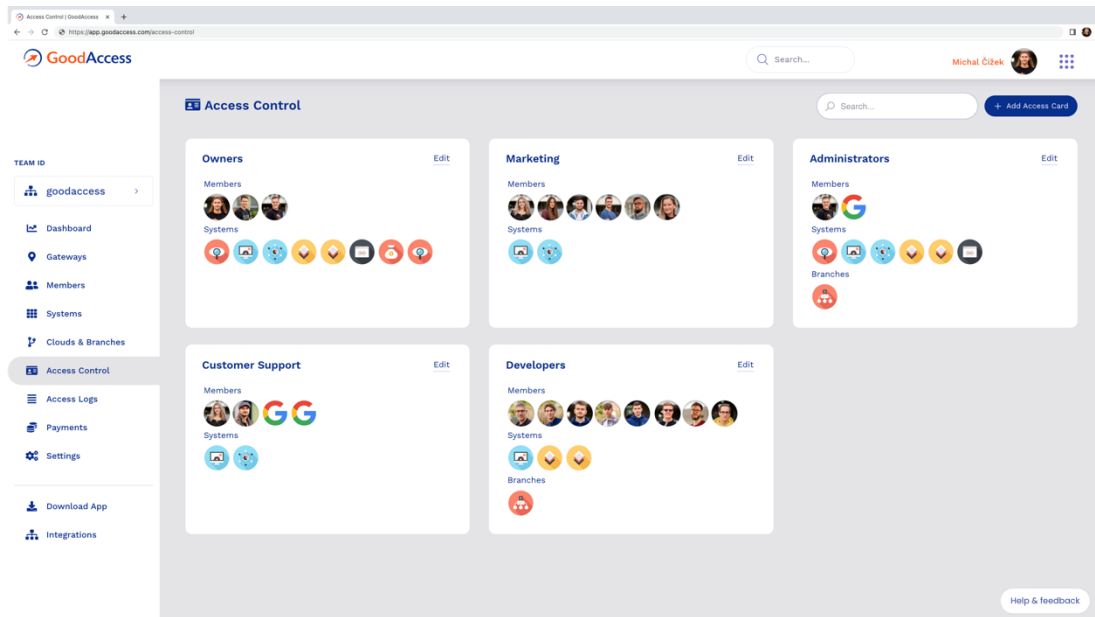 Access Control | GoodAccess
https://app.goodaccess.com/access-control
GoodAccess
Search...
Michal Čížek
Access Control
Search...
+ Add Access Card
TEAM ID
goodaccess
Dashboard
Gateways
Members
Systems
Clouds & Branches
Access Control
Access Logs
Payments
Settings
Download App
Integrations
Owners
Edit
Members
Systems
Marketing
Edit
Members
Systems
Administrators
Edit
Members
Systems
Branches
Customer Support
Edit
Members
Systems
Developers
Edit
Members
Systems
Branches
Help & feedback